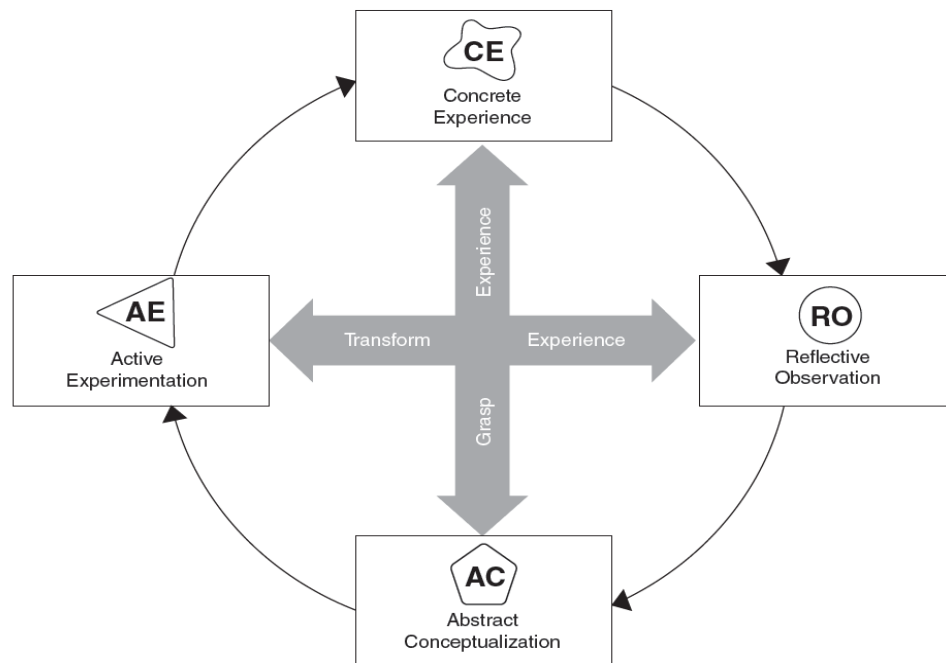 CE
Concrete
Experience
Experience
AE
Active
Experimentation
Transform
Experience
RO
Reflective
Observation
Grasp
AC
Abstract
Conceptualization